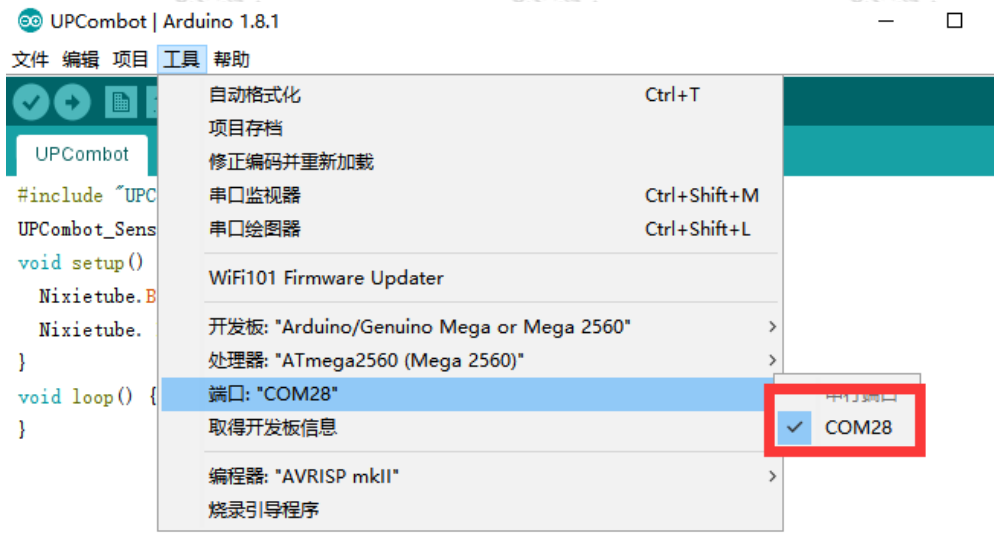 UPCombot | Arduino 1.8.1
文件 编辑 项目 工具 帮助
自动格式化 Ctrl+T
项目存档
UPCombot
修正编码并重新加载
#include "UPC
串口监视器 Ctrl+Shift+M
UPCombot_Sens
串口绘图器 Ctrl+Shift+L
void setup()
WiFi101 Firmware Updater
Nixietube.B
开发板: "Arduino/Genuino Mega or Mega 2560"
Nixietube.
处理器: "ATmega2560 (Mega 2560)"
}
端口: "COM28"
void loop() {
串行端口
取得开发板信息
}
COM28
编程器: "AVRISP mkII"
烧录引导程序